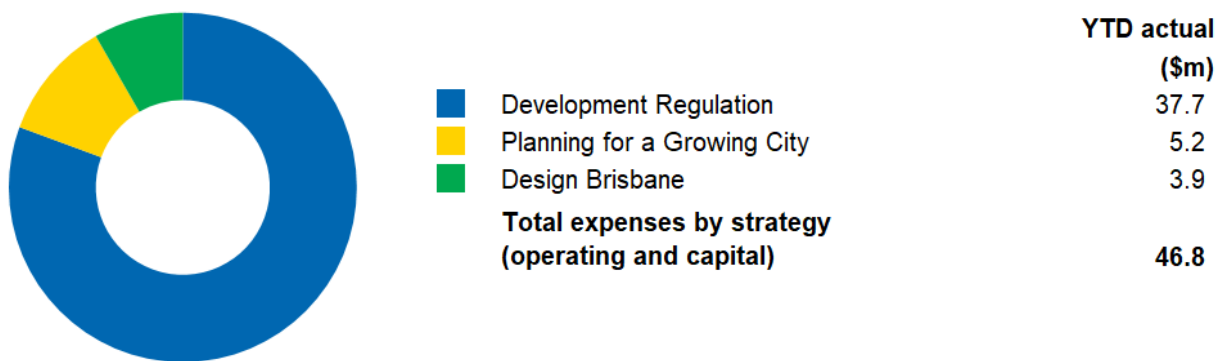 YTD actual
($m)
Development Regulation 37.7
Planning for a Growing City 5.2
Design Brisbane 3.9
Total expenses by strategy
(operating and capital) 46.8